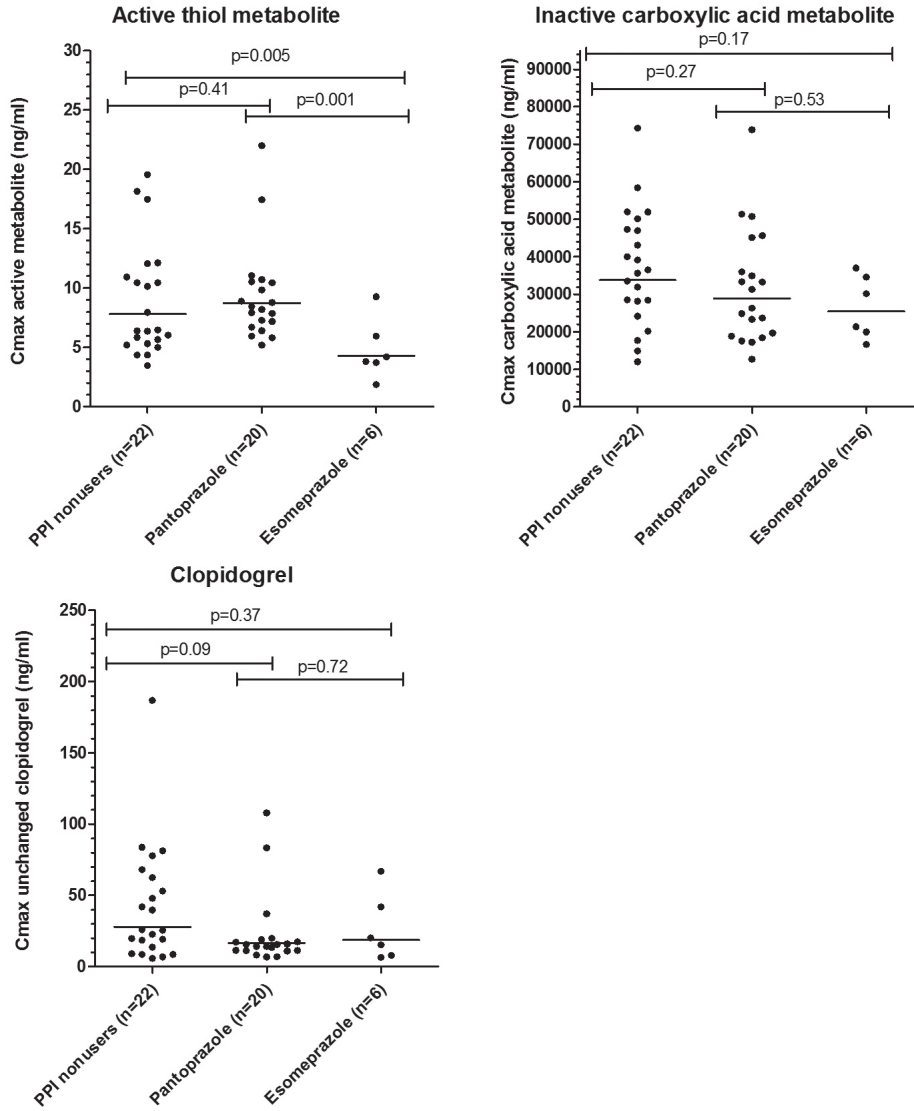 Active thiol metabolite
p=0.005
p=0.41
p=0.001
Cmax active metabolite (ng/ml)
30
25
20
15
10
5
0
PPI nonusers (n=22)
Pantoprazole (n=20)
Esomeprazole (n=6)
Inactive carboxylic acid metabolite
p=0.17
p=0.27
p=0.53
Cmax carboxylic acid metabolite (ng/ml)
90000
80000
70000
60000
50000
40000
30000
20000
10000
0
PPI nonusers (n=22)
Pantoprazole (n=20)
Esomeprazole (n=6)
Clopidogrel
p=0.37
p=0.09
p=0.72
Cmax unchanged clopidogrel (ng/ml)
250
200
150
100
50
0
PPI nonusers (n=22)
Pantoprazole (n=20)
Esomeprazole (n=6)